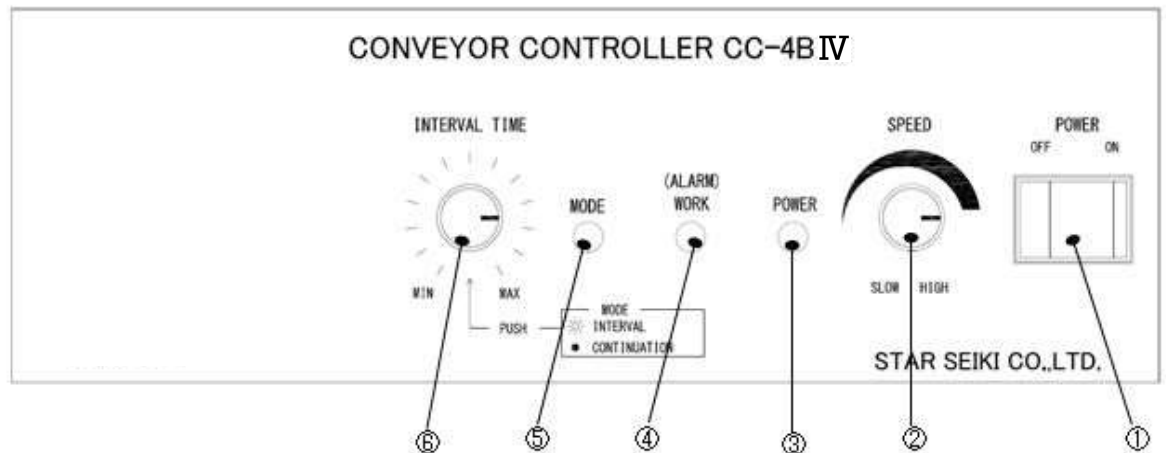 CONVEYOR CONTROLLER CC-4BⅣ
INTERVAL TIME
SPEED
POWER
OFF ON
(ALARM)
MODE WORK POWER
MIN MAX
SLOW HIGH
PUSH
MODE
INTERVAL
CONTINUATION
STAR SEIKI CO.,LTD.
⑥ ⑤ ④ ③ ② ①